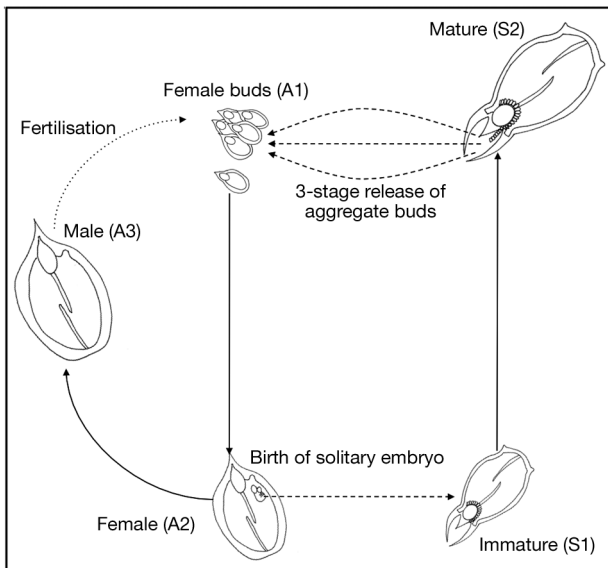 Mature (S2)
Female buds (A1)
Fertilisation
3-stage release of
aggregate buds
Male (A3)
Birth of solitary embryo
Female (A2)
Immature (S1)